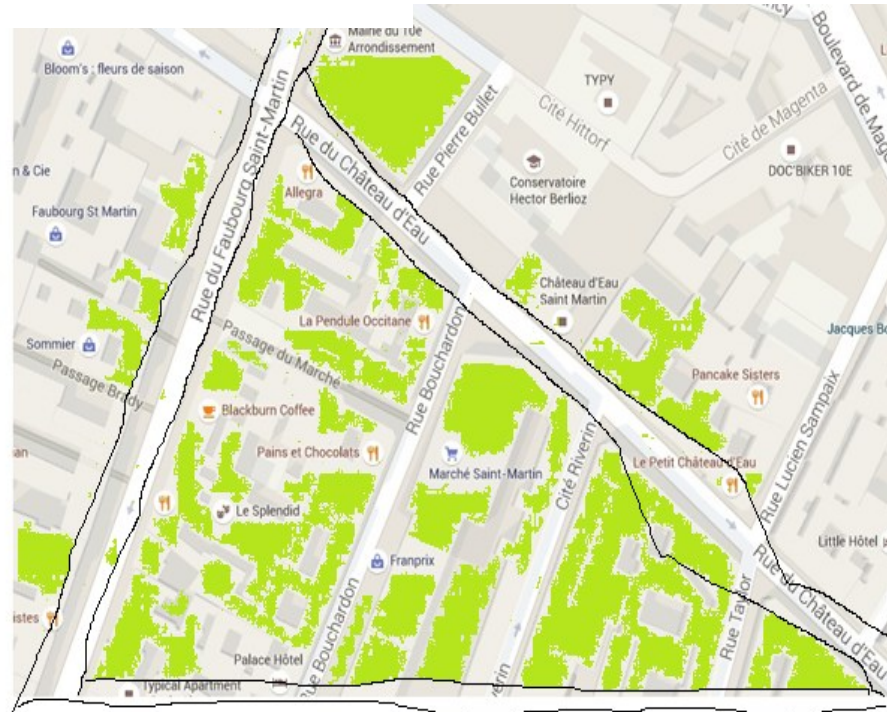 Mairie du 10e
Arrondissement
Bloom's : fleurs de saison
TYPY
Boulevard de Mag
Cité de Magenta
Cité Hittorf
Rue Pierre Bullet
DOC'BIKER 10E
Conservatoire
Hector Berlioz
n & Cie
Faubourg St Martin
Rue du Faubourg Saint-Martin
Rue du Château d'Eau
Allegra
Château d'Eau
Saint Martin
La Pendule Occitane
Jacques Bo
Sommier
Passage Brady
Passage du Marché
Rue Bouchardon
Pancake Sisters
Blackburn Coffee
Pains et Chocolats
Marché Saint-Martin
Cité Riverin
Le Petit Château d'Eau
Rue Lucien Sampaix
an
Le Splendid
Franprix
Little Hôtel
Rue du Château d'Eau
Rue Taylor
istes
Palace Hôtel
Rue Bouchardon
Typical Apartment
Riverin